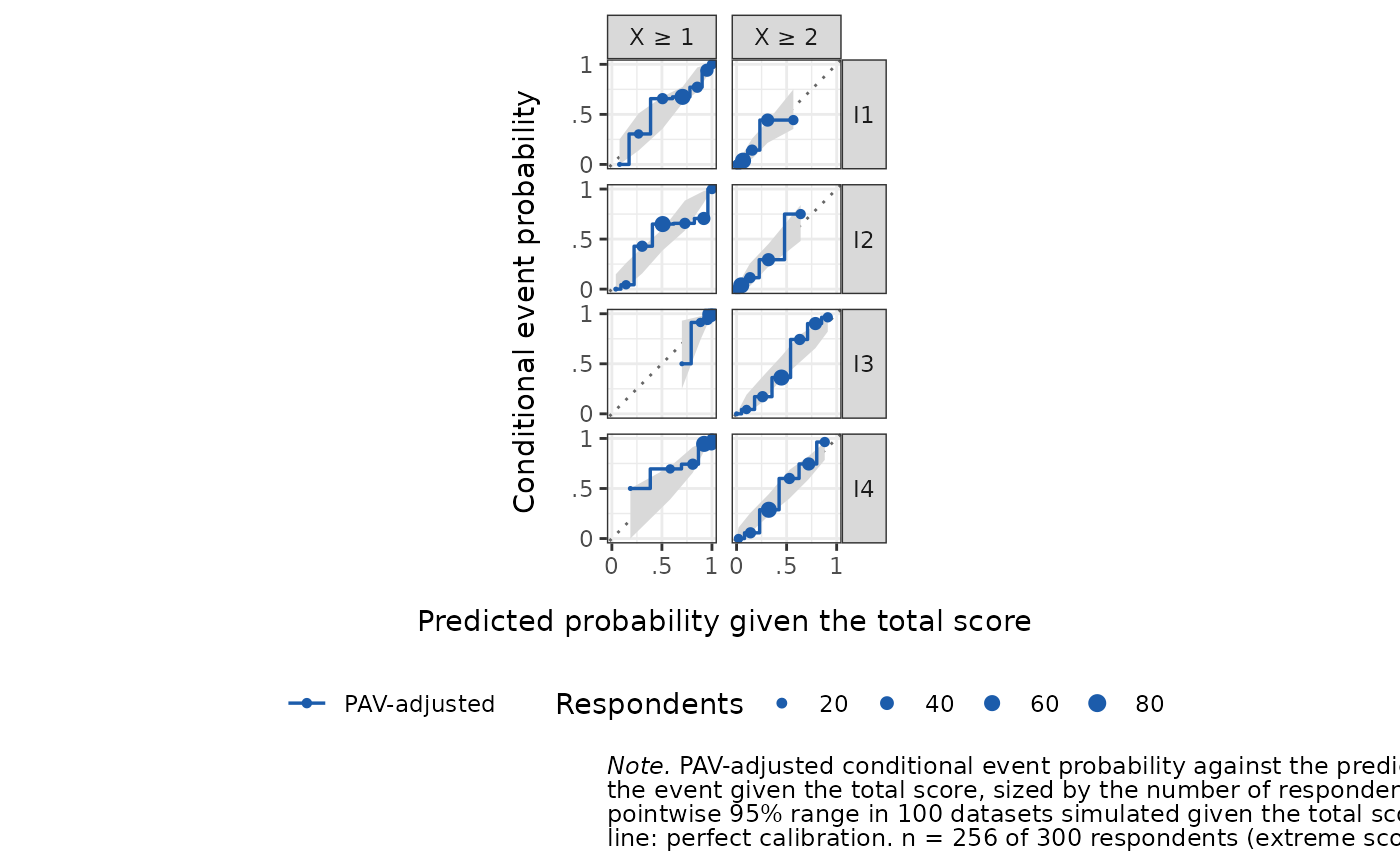 X ≥ 1
X ≥ 2
1
.5
0
I1
1
.5
0
I2
1
.5
0
I3
1
.5
0
I4
0 .5 1
0 .5 1
Conditional event probability
Predicted probability given the total score
PAV-adjusted
Respondents 20 40 60 80
Note. PAV-adjusted conditional event probability against the
the event given the total score, sized by the number of
pointwise 95% range in 100 datasets simulated given the total
line: perfect calibration. n = 256 of 300 respondents (extreme